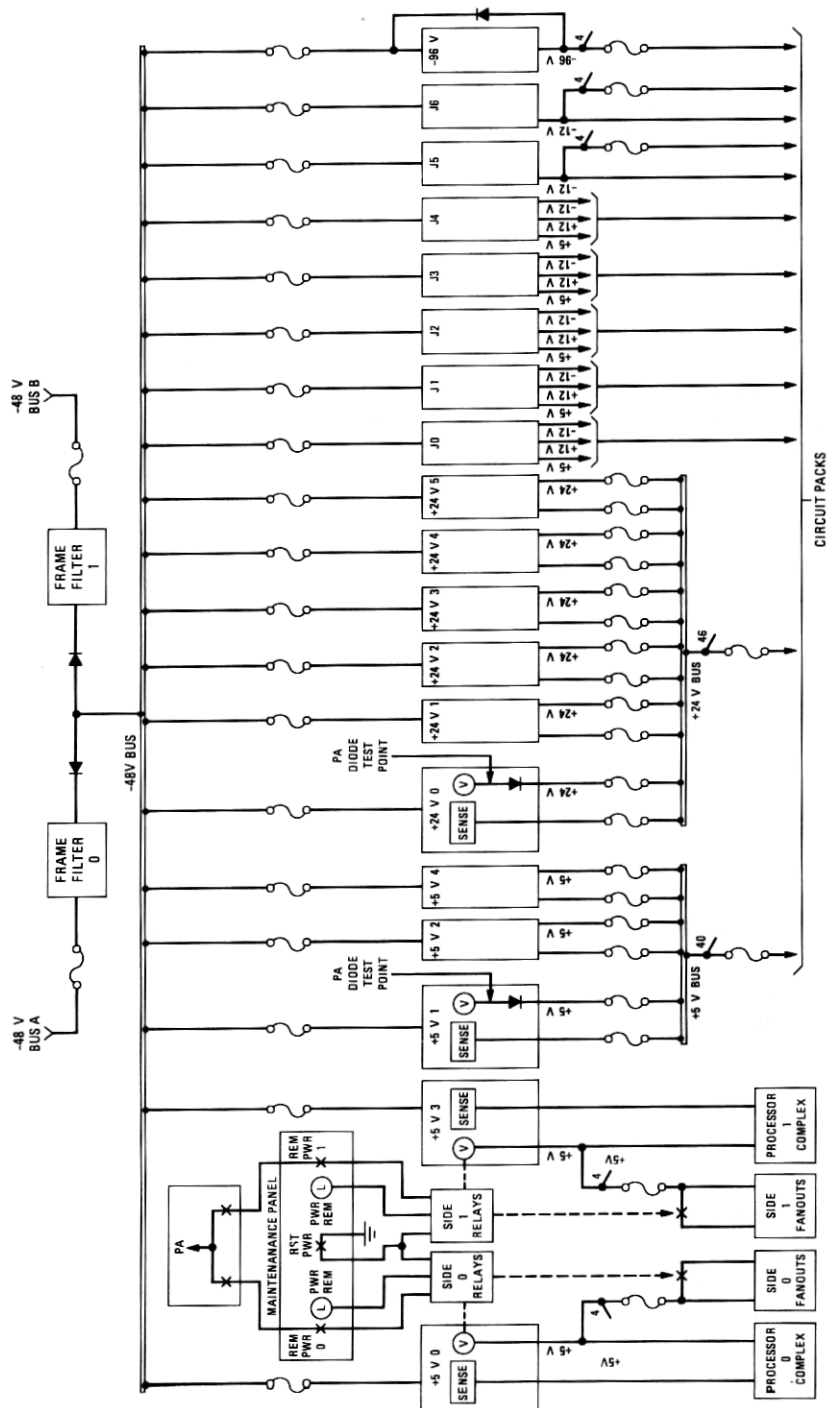 -48 V
BUS A
FRAME
FILTER
0
FRAME
FILTER
1
-48 V
BUS B
-48V BUS
PA
MAINTENANANCE PANEL
REM
PWR
0
PWR
REM
L
RST
PWR
PWR
REM
L
REM
PWR
1
SIDE
0
RELAYS
SIDE
1
RELAYS
+5 V 0
SENSE
V
+5 V
+5V
4
PROCESSOR
0
COMPLEX
SIDE
0
FANOUTS
SIDE
1
FANOUTS
+5 V 3
V
SENSE
+5 V
4
+5V
PROCESSOR
1
COMPLEX
PA
DIODE
TEST
POINT
+5 V 1
SENSE
V
+5 V
+5 V 2
+5 V
+5 V 4
+5 V
+5 V BUS
40
PA
DIODE
TEST
POINT
+24 V 0
SENSE
V
+24 V
+24 V 1
+24 V
+24 V 2
+24 V
+24 V 3
+24 V
+24 V 4
+24 V
+24 V 5
+24 V
+24 V BUS
46
J0
+5 V
+12 V
-12 V
J1
+5 V
+12 V
-12 V
J2
+5 V
+12 V
-12 V
J3
+5 V
+12 V
-12 V
J4
+5 V
+12 V
-12 V
J5
-12 V
4
J6
-12 V
4
-96 V
-96 V
4
CIRCUIT PACKS